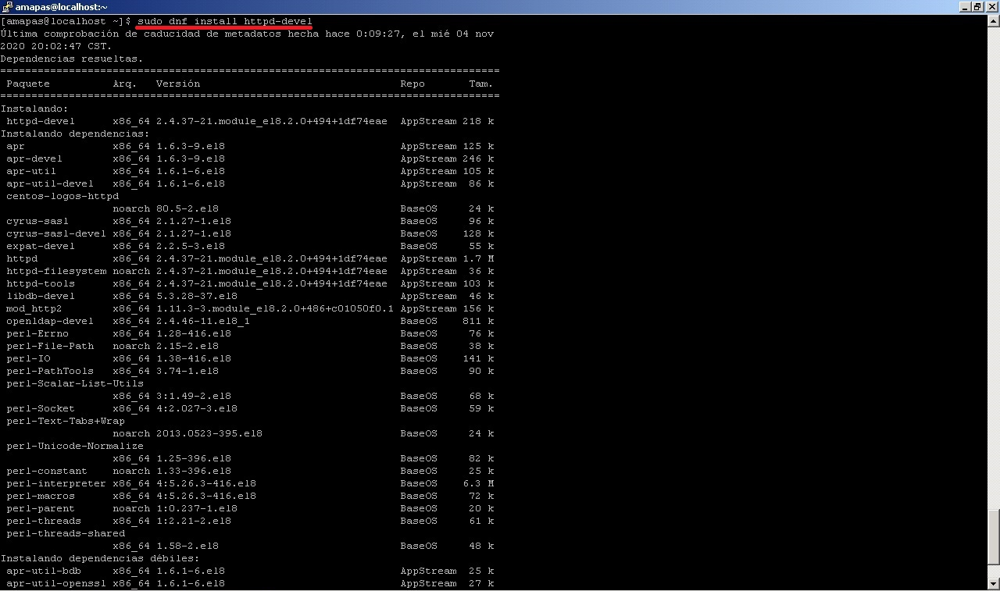 amapas@localhost:~
[amapas@localhost ~]$ sudo dnf install httpd-devel
Última comprobación de caducidad de metadatos hecha hace 0:09:27, el mié 04 nov
2020 20:02:47 CST.
Dependencias resueltas.
================================================================================
Paquete Arq. Versión Repo Tam.
================================================================================
Instalando:
httpd-devel x86_64 2.4.37-21.module_el8.2.0+494+1df74eae AppStream 218 k
Instalando dependencias:
apr x86_64 1.6.3-9.el8 AppStream 125 k
apr-devel x86_64 1.6.3-9.el8 AppStream 246 k
apr-util x86_64 1.6.1-6.el8 AppStream 105 k
apr-util-devel x86_64 1.6.1-6.el8 AppStream 86 k
centos-logos-httpd
noarch 80.5-2.el8 BaseOS 24 k
cyrus-sasl x86_64 2.1.27-1.el8 BaseOS 96 k
cyrus-sasl-devel x86_64 2.1.27-1.el8 BaseOS 128 k
expat-devel x86_64 2.2.5-3.el8 BaseOS 55 k
httpd x86_64 2.4.37-21.module_el8.2.0+494+1df74eae AppStream 1.7 M
httpd-filesystem noarch 2.4.37-21.module_el8.2.0+494+1df74eae AppStream 36 k
httpd-tools x86_64 2.4.37-21.module_el8.2.0+494+1df74eae AppStream 103 k
libdb-devel x86_64 5.3.28-37.el8 AppStream 46 k
mod_http2 x86_64 1.11.3-3.module_el8.2.0+486+c01050f0.1 AppStream 156 k
openldap-devel x86_64 2.4.46-11.el8_1 BaseOS 811 k
perl-Errno x86_64 1.28-416.el8 BaseOS 76 k
perl-File-Path noarch 2.15-2.el8 BaseOS 38 k
perl-IO x86_64 1.38-416.el8 BaseOS 141 k
perl-PathTools x86_64 3.74-1.el8 BaseOS 90 k
perl-Scalar-List-Utils
x86_64 3:1.49-2.el8 BaseOS 68 k
perl-Socket x86_64 4:2.027-3.el8 BaseOS 59 k
perl-Text-Tabs+Wrap
noarch 2013.0523-395.el8 BaseOS 24 k
perl-Unicode-Normalize
x86_64 1.25-396.el8 BaseOS 82 k
perl-constant noarch 1.33-396.el8 BaseOS 25 k
perl-interpreter x86_64 4:5.26.3-416.el8 BaseOS 6.3 M
perl-macros x86_64 4:5.26.3-416.el8 BaseOS 72 k
perl-parent noarch 1:0.237-1.el8 BaseOS 20 k
perl-threads x86_64 1:2.21-2.el8 BaseOS 61 k
perl-threads-shared
x86_64 1.58-2.el8 BaseOS 48 k
Instalando dependencias débiles:
apr-util-bdb x86_64 1.6.1-6.el8 AppStream 25 k
apr-util-openssl x86_64 1.6.1-6.el8 AppStream 27 k